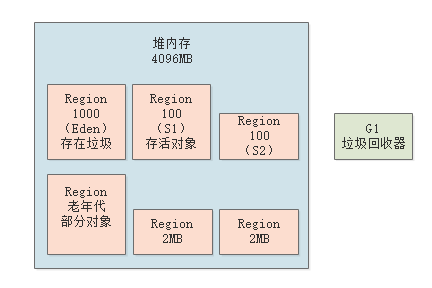 堆内存
4096MB
Region
1000
（Eden）
存在垃圾
Region
100
（S1）
存活对象
Region
100
（S2）
G1
垃圾回收器
Region
老年代
部分对象
Region
2MB
Region
2MB